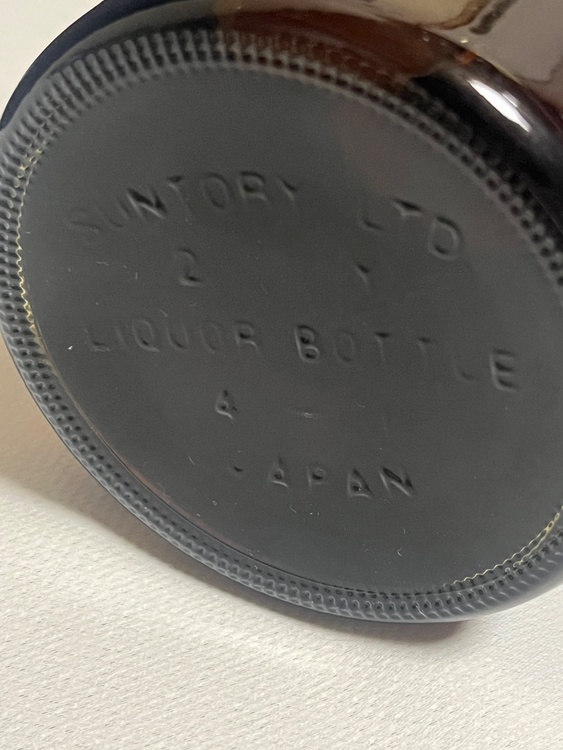 SUNTORY LTD
2 Y
LIQUOR BOTTLE
4 -
JAPAN